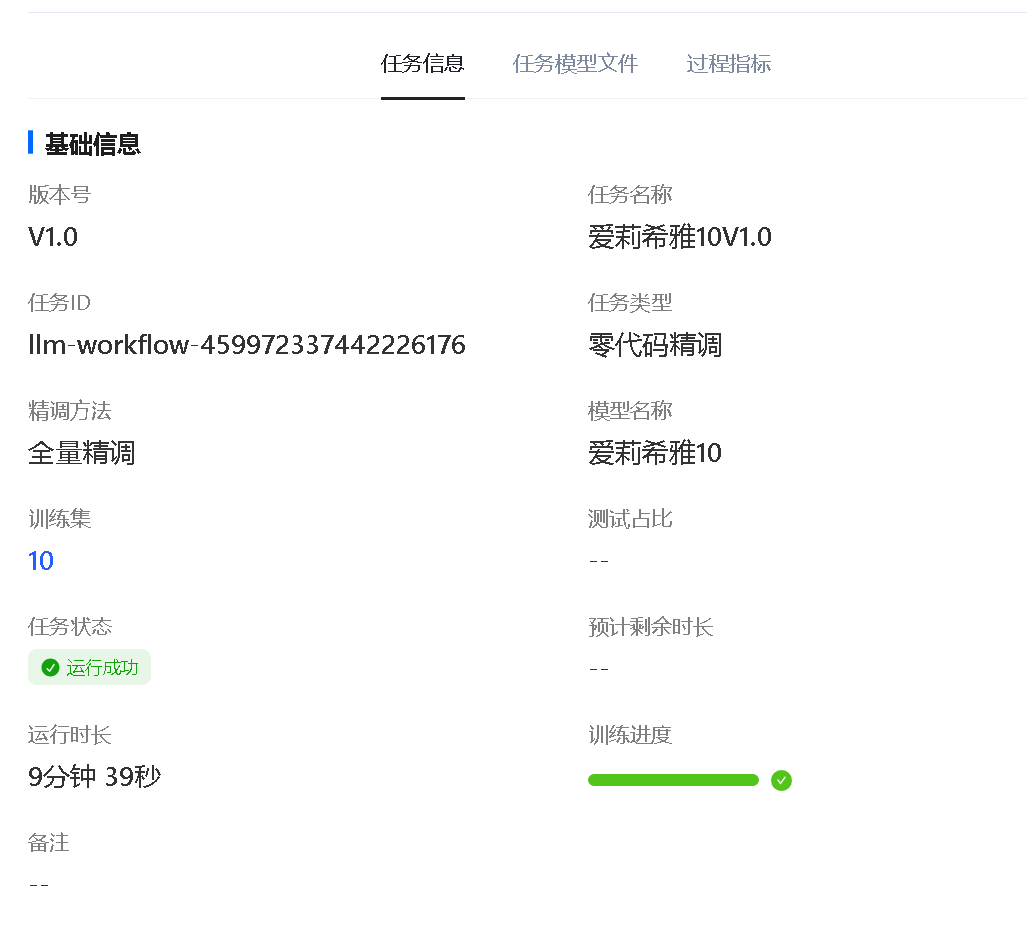 任务信息 任务模型文件 过程指标
基础信息
版本号 任务名称
V1.0 爱莉希雅10V1.0
任务ID 任务类型
llm-workflow-459972337442226176 零代码精调
精调方法 模型名称
全量精调 爱莉希雅10
训练集 测试占比
10 --
任务状态 预计剩余时长
运行成功 --
运行时长 训练进度
9分钟 39秒
备注
--